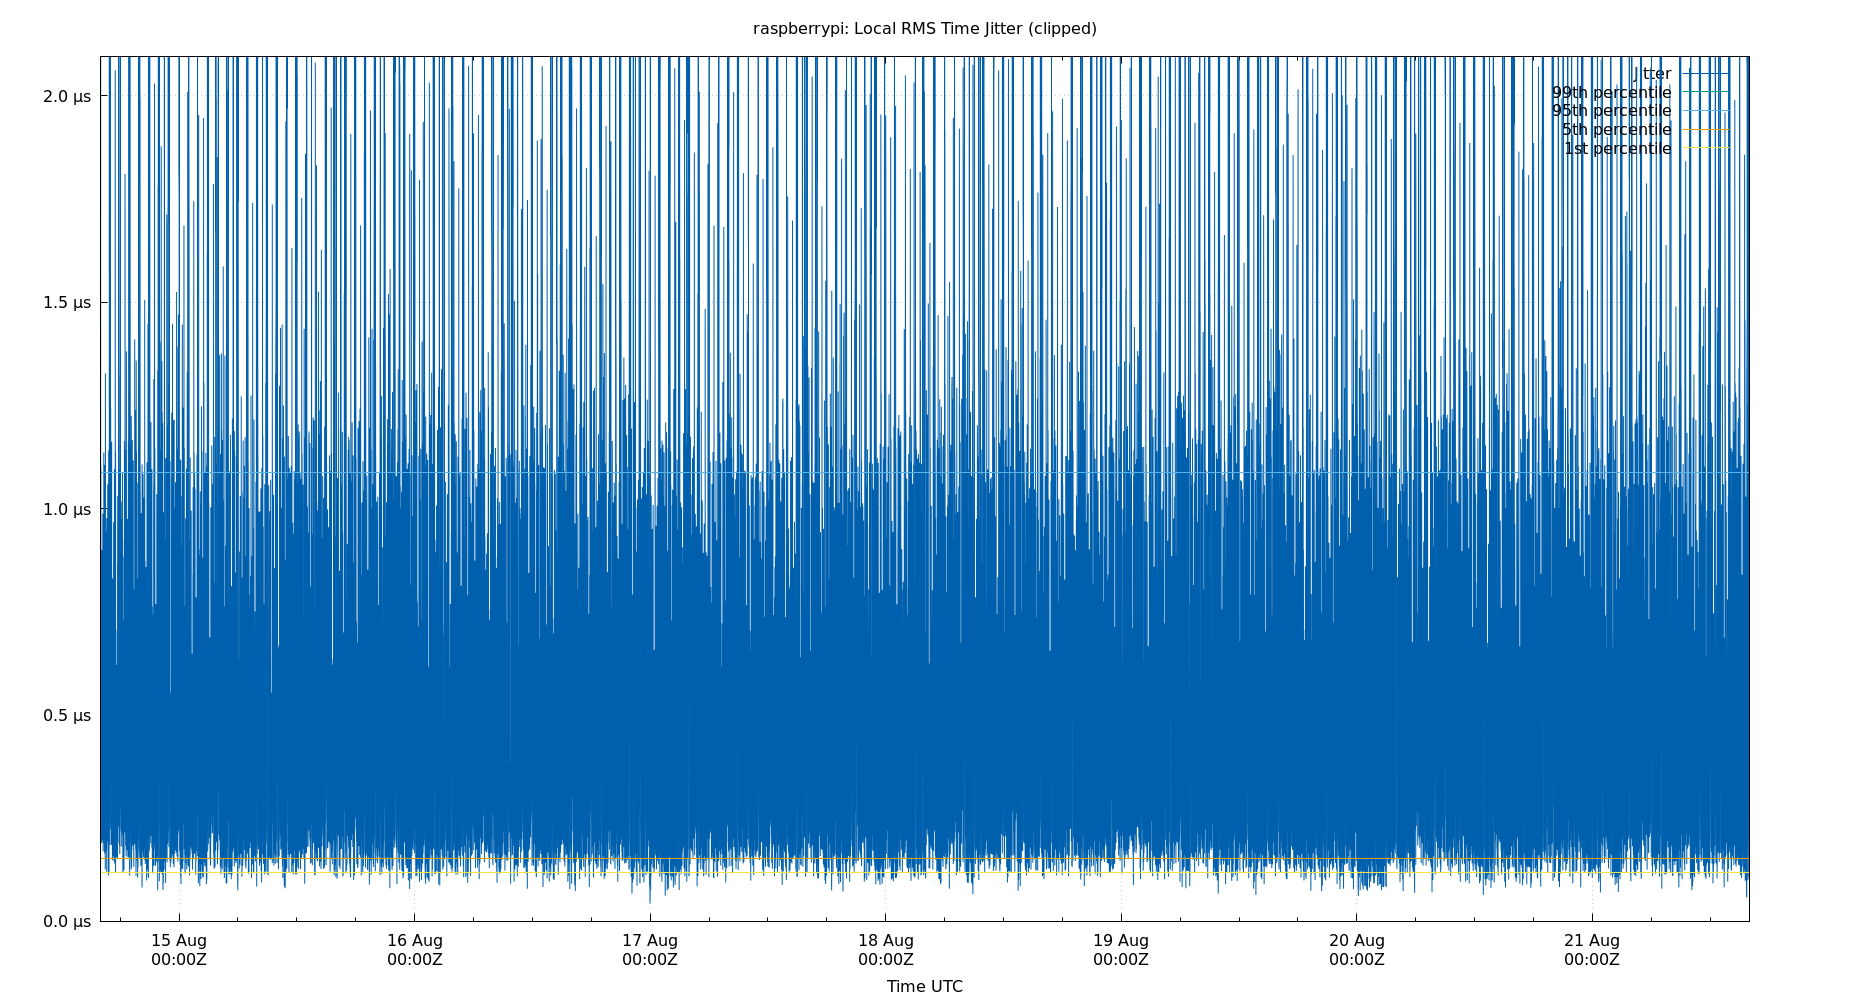 raspberrypi: Local RMS Time Jitter (clipped)
2.0 µs
1.5 µs
1.0 µs
0.5 µs
0.0 µs
Jitter
99th percentile
95th percentile
5th percentile
1st percentile
15 Aug 16 Aug 17 Aug 18 Aug 19 Aug 20 Aug 21 Aug
00:00Z 00:00Z 00:00Z 00:00Z 00:00Z 00:00Z 00:00Z
Time UTC